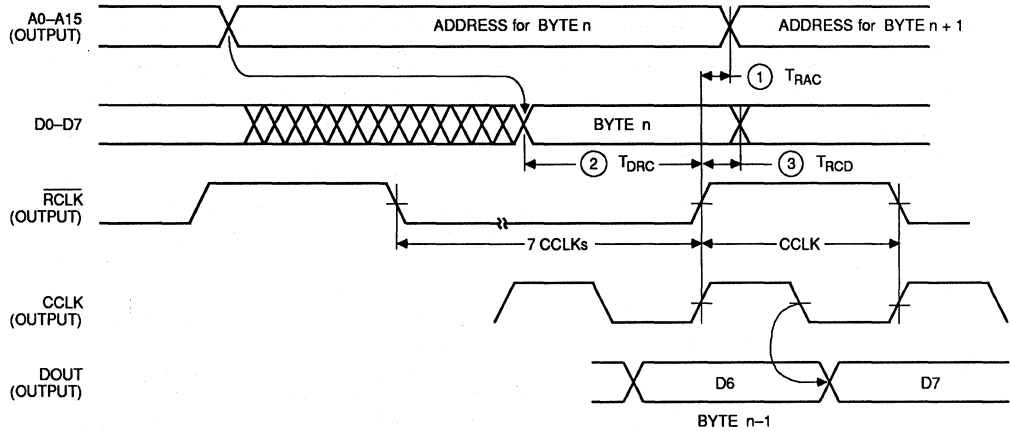 A0–A15
(OUTPUT)
ADDRESS for BYTE n
ADDRESS for BYTE n + 1
1 TRAC
D0–D7
BYTE n
2 TDRC
3 TRCD
RCLK
(OUTPUT)
7 CCLKs
CCLK
CCLK
(OUTPUT)
DOUT
(OUTPUT)
D6
D7
BYTE n–1